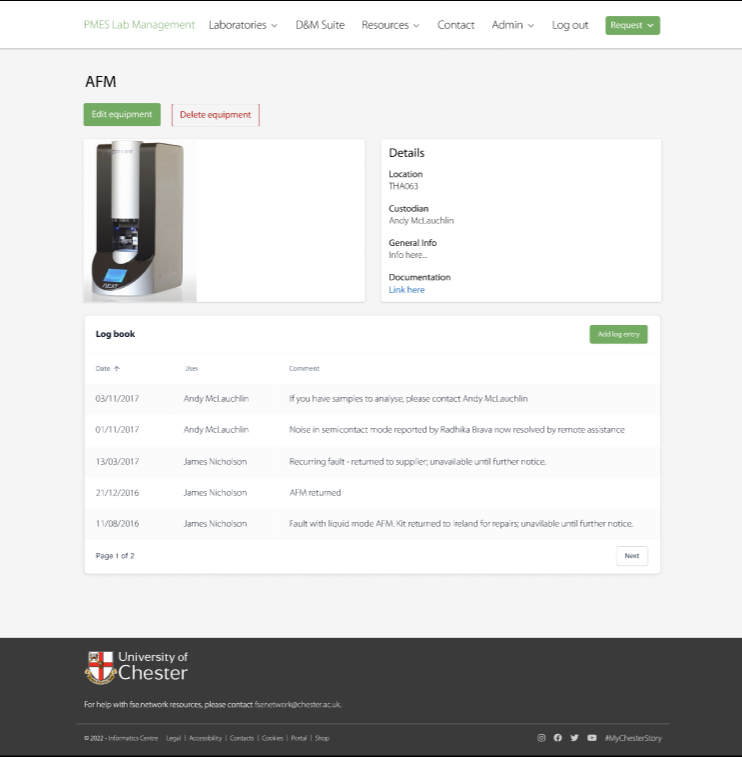 PMES Lab Management Laboratories D&M Suite Resources Contact Admin Log out Request
AFM
Edit equipment Delete equipment
NEXT
Details
Location
THA063
Custodian
Andy McLauchlin
General Info
Info here...
Documentation
Link here
Log book Add log entry
Date User Comment
03/11/2017 Andy McLauchlin If you have samples to analyse, please contact Andy McLauchlin
01/11/2017 Andy McLauchlin Noise in semicontact mode reported by Radhika Brava now resolved by remote assistance
13/03/2017 James Nicholson Recurring fault - returned to supplier; unavailable until further notice.
21/12/2016 James Nicholson AFM returned
11/08/2016 James Nicholson Fault with liquid mode AFM. Kit returned to Ireland for repairs; unavilable until further notice.
Page 1 of 2 Next
University of
Chester
For help with fse.network resources, please contact fsenetwork@chester.ac.uk.
© 2022 - Informatics Centre Legal | Accessibility | Contacts | Cookies | Portal | Shop #MyChesterStory